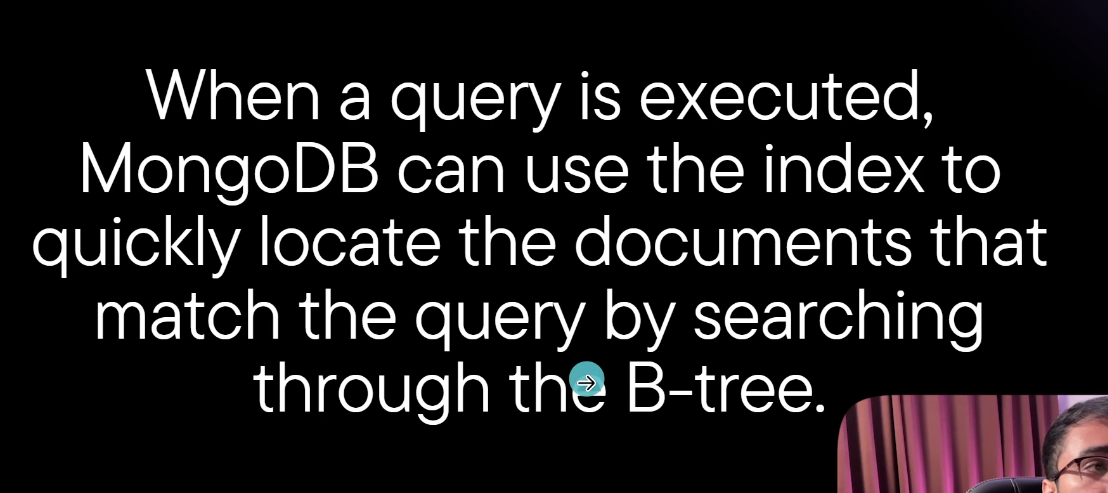 When a query is executed,
MongoDB can use the index to
quickly locate the documents that
match the query by searching
through the B-tree.